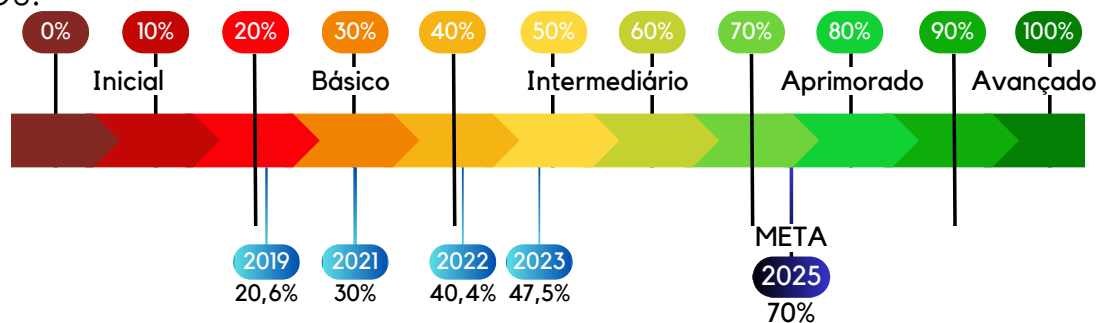 0% 10% 20% 30% 40% 50% 60% 70% 80% 90% 100%
Inicial Básico Intermediário Aprimorado Avançado
META
2019 2021 2022 2023 2025
20,6% 30% 40,4% 47,5% 70%